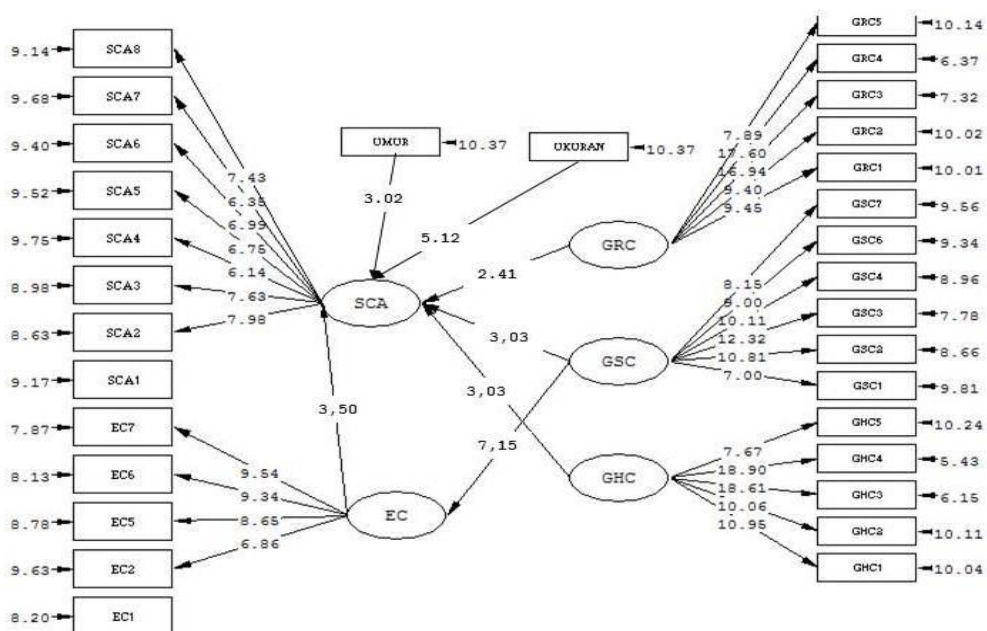 9.14 SCA8
9.68 SCA7
9.40 SCA6
9.52 SCA5
9.75 SCA4
8.98 SCA3
8.63 SCA2
9.17 SCA1
7.87 EC7
8.13 EC6
8.78 EC5
9.63 EC2
8.20 EC1
7.43
6.35
6.99
6.75
6.14
7.63
7.98
9.54
9.34
8.65
6.86
UMUR 10.37
UKURAN 10.37
3.02
5.12
2.41
3,03
3,03
3,50
7,15
SCA
EC
GRC
GSC
GHC
7.89
17.60
16.94
9.40
9.45
8.15
9.00
10.11
12.32
10.81
7.00
7.67
18.90
18.61
10.06
10.95
GRC5 10.14
GRC4 6.37
GRC3 7.32
GRC2 10.02
GRC1 10.01
GSC7 9.56
GSC6 9.34
GSC4 8.96
GSC3 7.78
GSC2 8.66
GSC1 9.81
GHC5 10.24
GHC4 5.43
GHC3 6.15
GHC2 10.11
GHC1 10.04